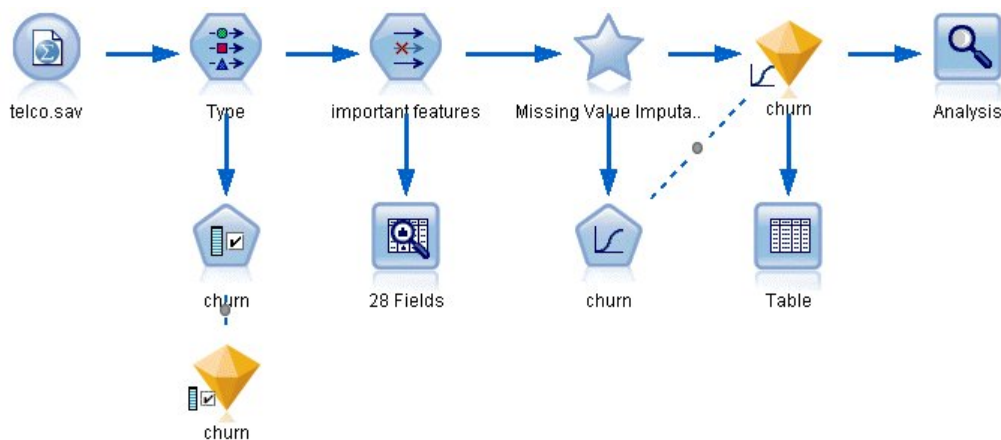 telco.sav
Type
important features
Missing Value Imputa..
churn
Analysis
churn
28 Fields
churn
Table
churn